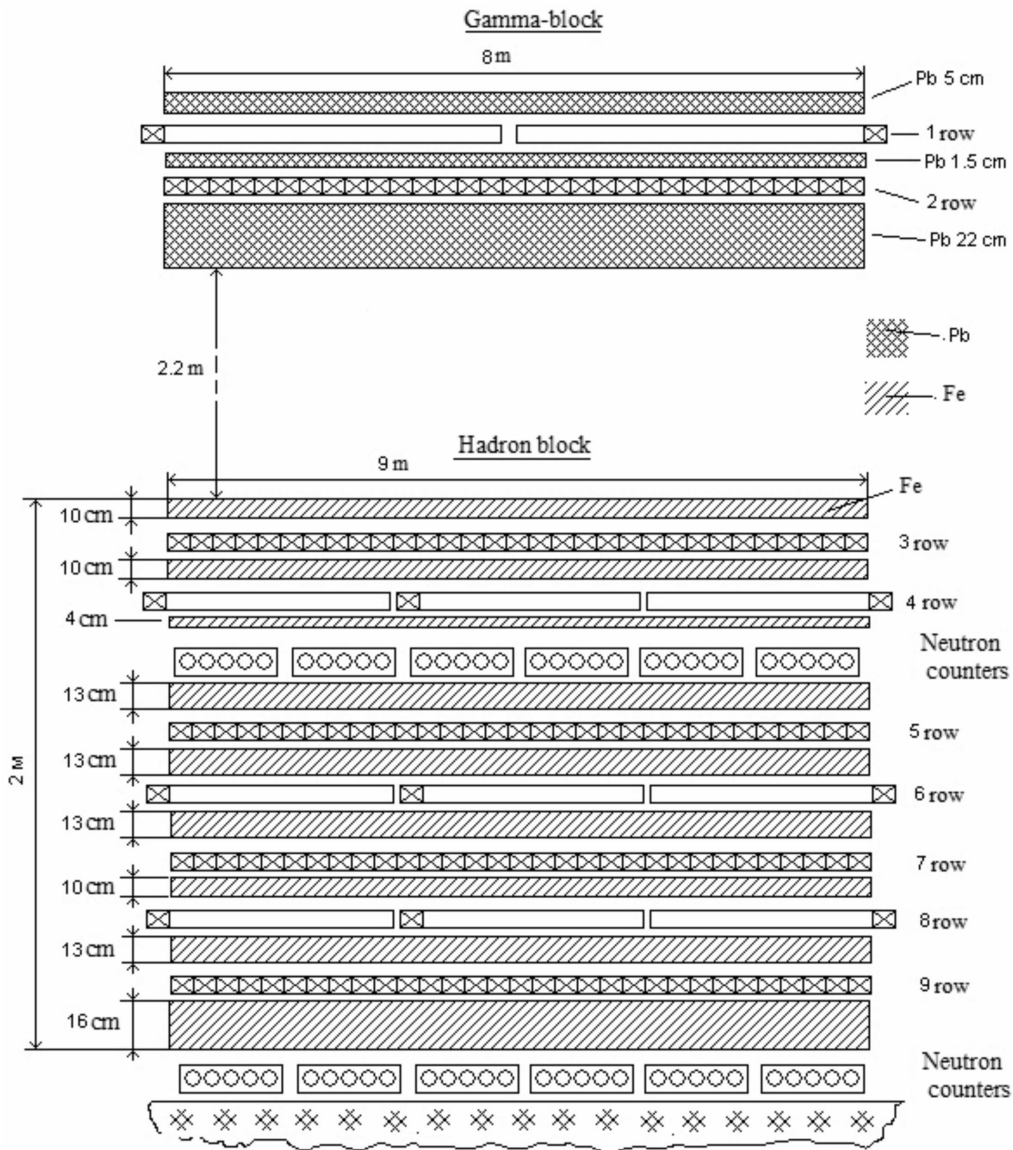 Gamma-block
8 m
Pb 5 cm
1 row
Pb 1.5 cm
2 row
Pb 22 cm
Pb
2.2 m
Fe
Hadron block
9 m
Fe
10 cm
3 row
10 cm
4 row
4 cm
Neutron
counters
13 cm
5 row
13 cm
2 м
6 row
13 cm
7 row
10 cm
8 row
13 cm
9 row
16 cm
Neutron
counters